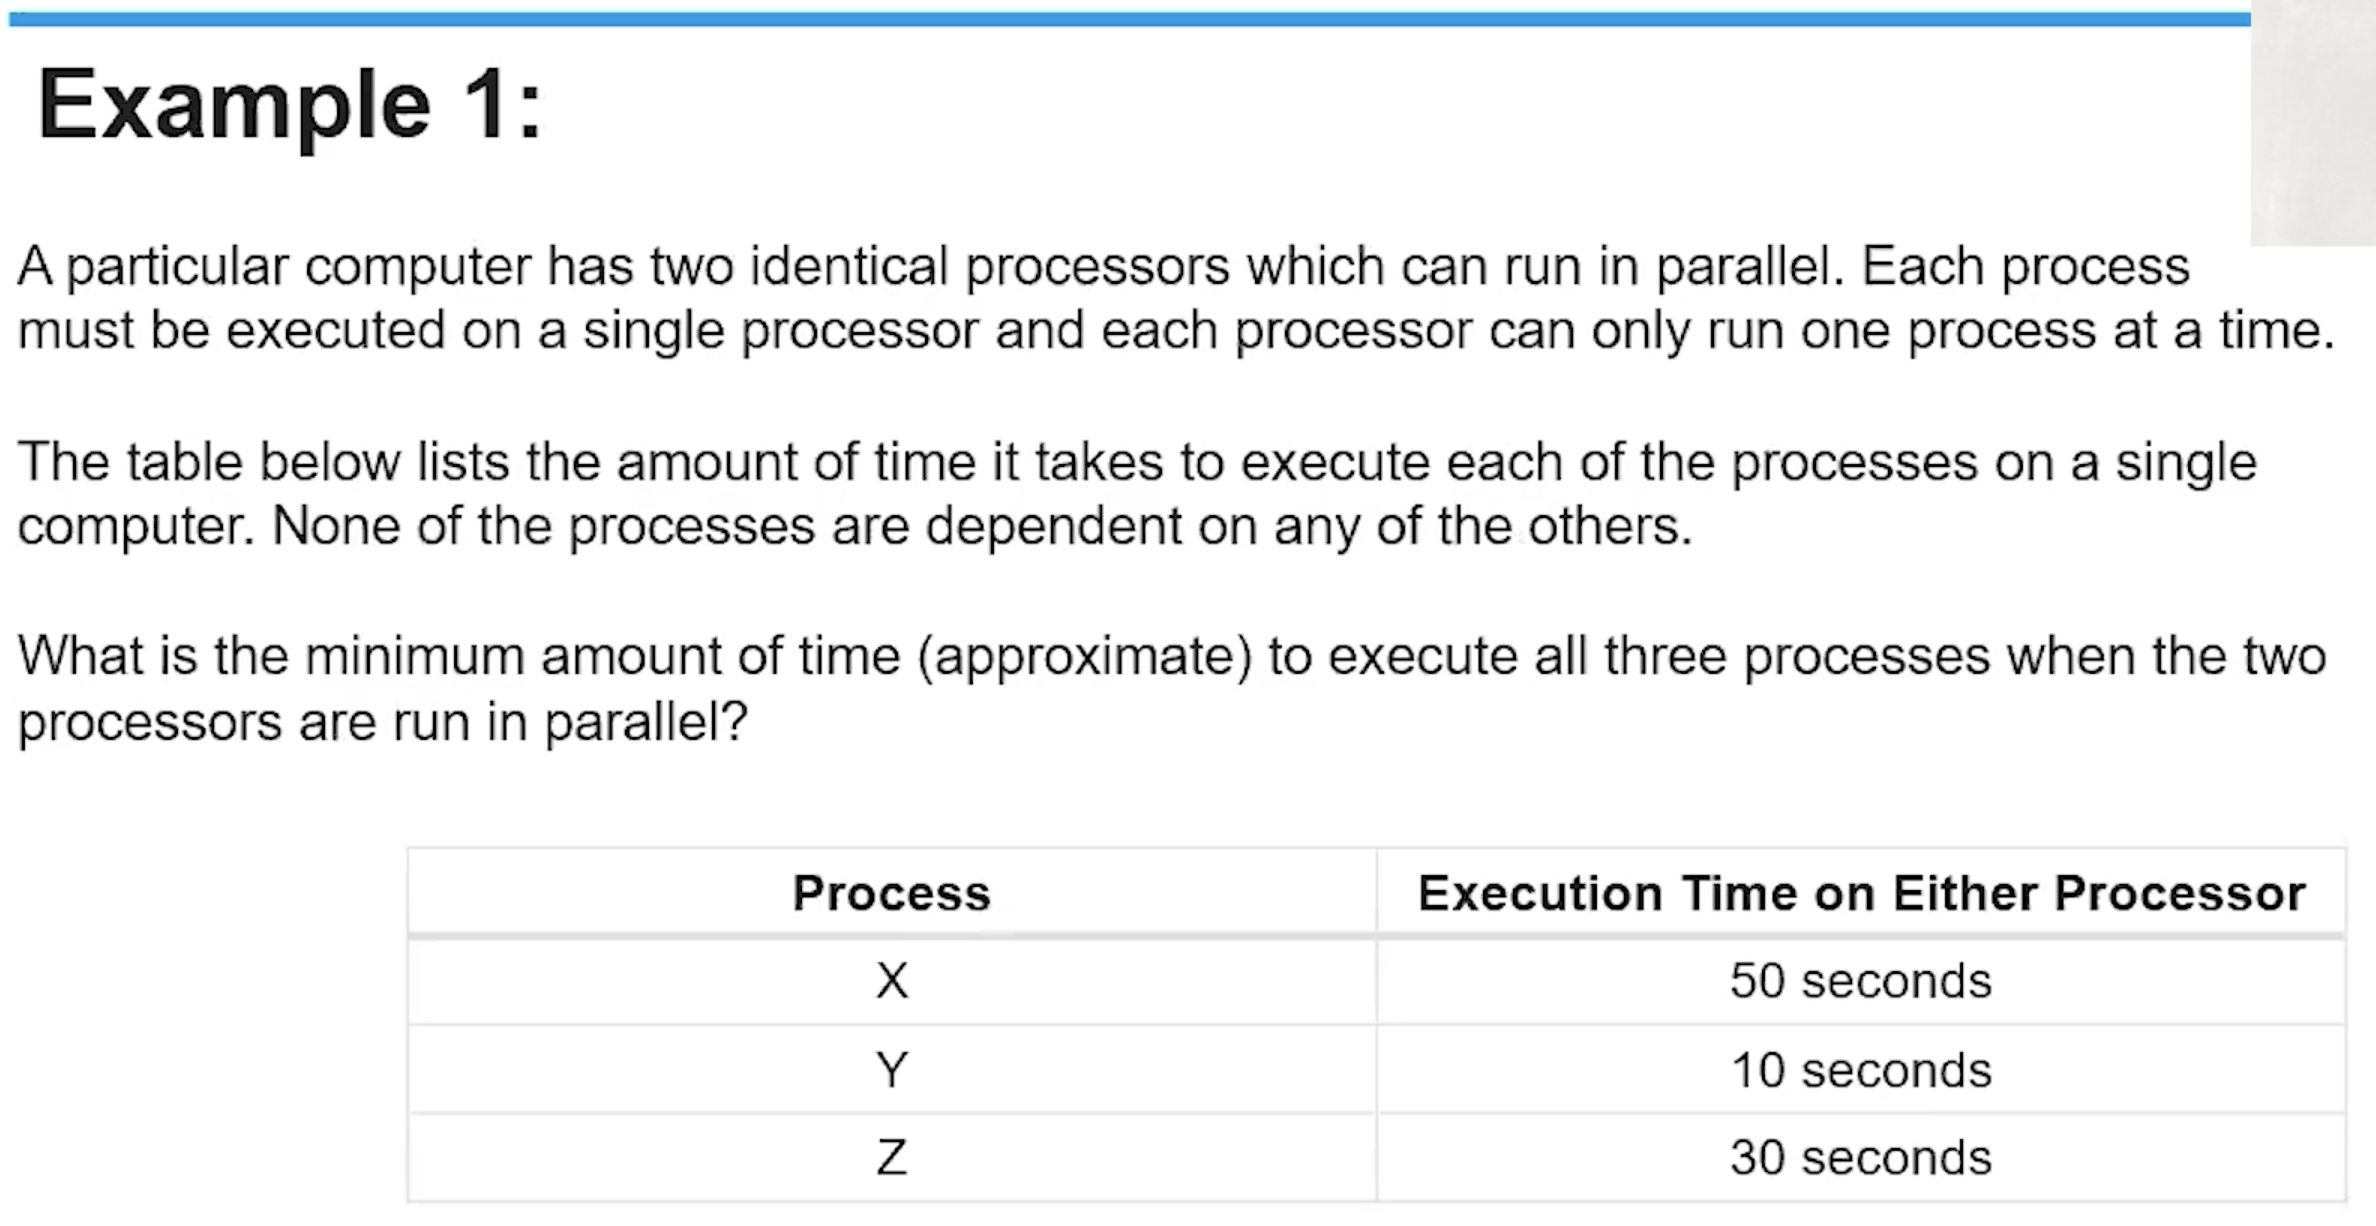 Example 1:
A particular computer has two identical processors which can run in parallel. Each process
must be executed on a single processor and each processor can only run one process at a time.
The table below lists the amount of time it takes to execute each of the processes on a single
computer. None of the processes are dependent on any of the others.
What is the minimum amount of time (approximate) to execute all three processes when the two
processors are run in parallel?
Process Execution Time on Either Processor
X 50 seconds
Y 10 seconds
Z 30 seconds